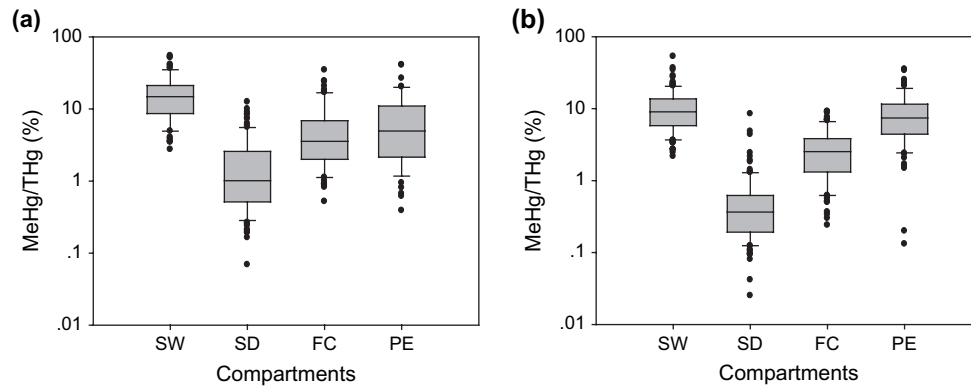 (a)
MeHg/THg (%)
100
10
1
.1
.01
SW SD FC PE
Compartments
(b)
MeHg/THg (%)
100
10
1
.1
.01
SW SD FC PE
Compartments